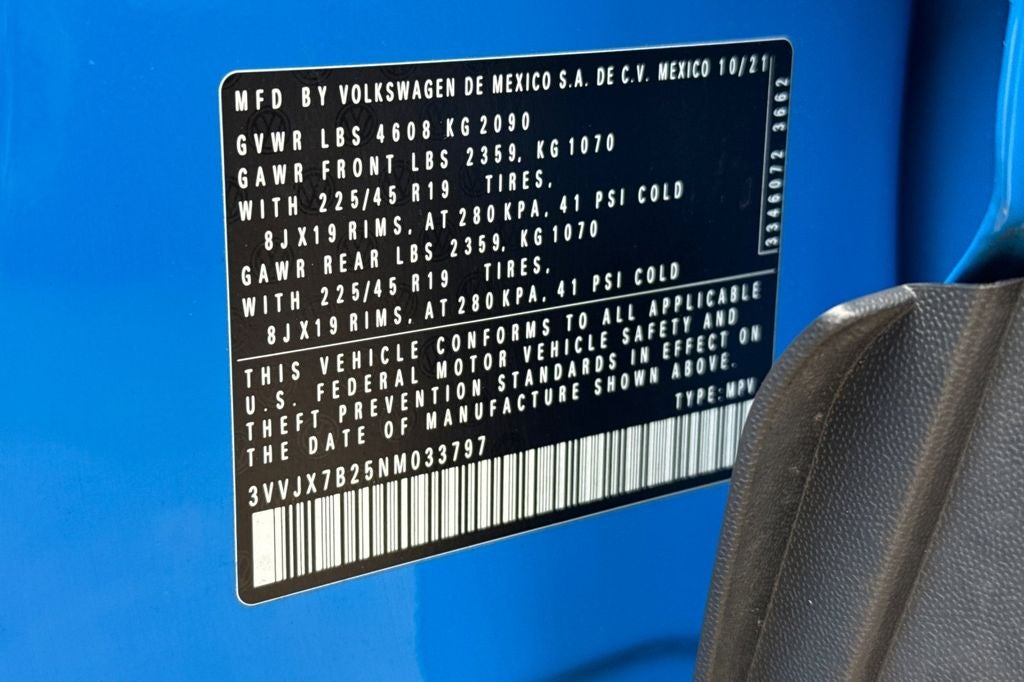 MFD BY VOLKSWAGEN DE MEXICO S.A. DE C.V. MEXICO 10/21
GVWR LBS 4608 KG 2090
GAWR FRONT LBS 2359, KG 1070
WITH 225/45 R19 TIRES,
8J X19 RIMS, AT 280 KPA, 41 PSI COLD
GAWR REAR LBS 2359, KG 1070
WITH 225/45 R19 TIRES,
8J X19 RIMS, AT 280 KPA, 41 PSI COLD
3346072 3662
THIS VEHICLE CONFORMS TO ALL APPLICABLE
U.S. FEDERAL MOTOR VEHICLE SAFETY AND
THEFT PREVENTION STANDARDS IN EFFECT ON
THE DATE OF MANUFACTURE SHOWN ABOVE.
TYPE: MPV
3VVJX7B25NM033797